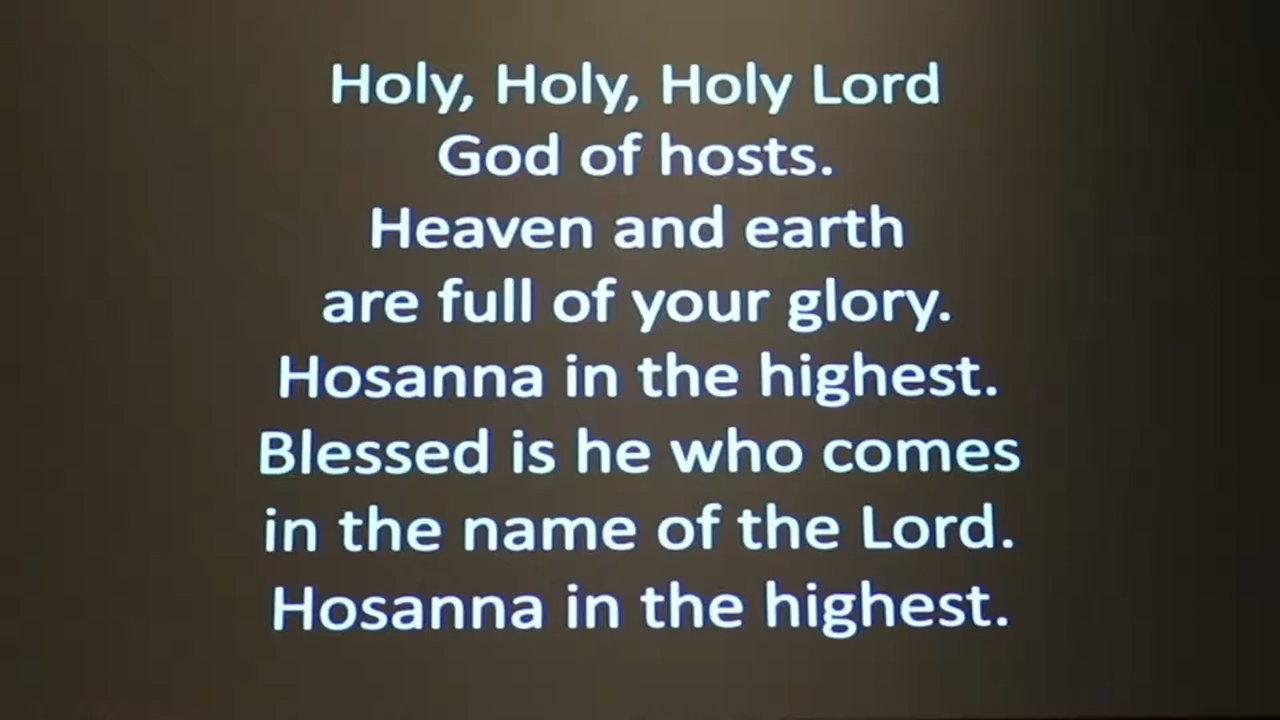 Holy, Holy, Holy Lord
God of hosts.
Heaven and earth
are full of your glory.
Hosanna in the highest.
Blessed is he who comes
in the name of the Lord.
Hosanna in the highest.